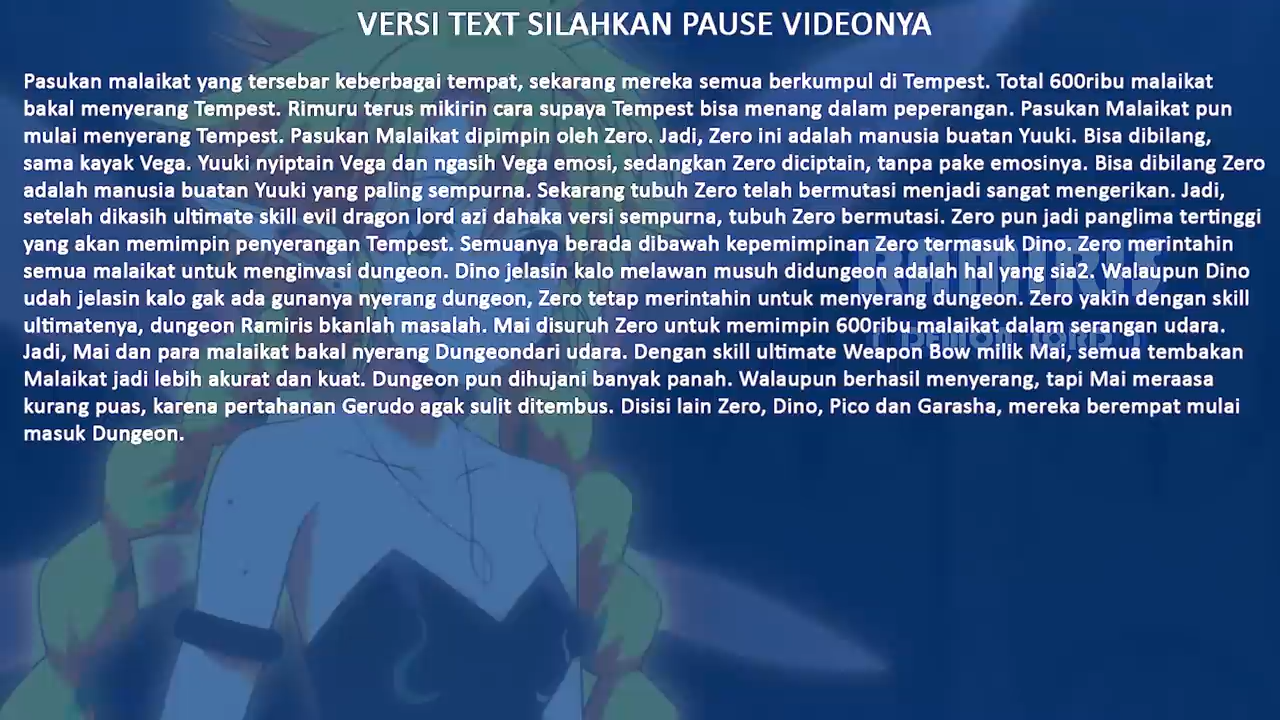 VERSI TEXT SILAHKAN PAUSE VIDEONYA
Pasukan malaikat yang tersebar keberbagai tempat, sekarang mereka semua berkumpul di Tempest. Total 600ribu malaikat
bakal menyerang Tempest. Rimuru terus mikirin cara supaya Tempest bisa menang dalam peperangan. Pasukan Malaikat pun
mulai menyerang Tempest. Pasukan Malaikat dipimpin oleh Zero. Jadi, Zero ini adalah manusia buatan Yuuki. Bisa dibilang,
sama kayak Vega. Yuuki nyiptain Vega dan ngasih Vega emosi, sedangkan Zero diciptain, tanpa pake emosinya. Bisa dibilang Zero
adalah manusia buatan Yuuki yang paling sempurna. Sekarang tubuh Zero telah bermutasi menjadi sangat mengerikan. Jadi,
setelah dikasih ultimate skill evil dragon lord azi dahaka versi sempurna, tubuh Zero bermutasi. Zero pun jadi panglima tertinggi
yang akan memimpin penyerangan Tempest. Semuanya berada dibawah kepemimpinan Zero termasuk Dino. Zero merintahin
semua malaikat untuk menginvasi dungeon. Dino jelasin kalo melawan musuh didungeon adalah hal yang sia2. Walaupun Dino
udah jelasin kalo gak ada gunanya nyerang dungeon, Zero tetap merintahin untuk menyerang dungeon. Zero yakin dengan skill
ultimatenya, dungeon Ramiris bkanlah masalah. Mai disuruh Zero untuk memimpin 600ribu malaikat dalam serangan udara.
Jadi, Mai dan para malaikat bakal nyerang Dungeondari udara. Dengan skill ultimate Weapon Bow milik Mai, semua tembakan
Malaikat jadi lebih akurat dan kuat. Dungeon pun dihujani banyak panah. Walaupun berhasil menyerang, tapi Mai meraasa
kurang puas, karena pertahanan Gerudo agak sulit ditembus. Disisi lain Zero, Dino, Pico dan Garasha, mereka berempat mulai
masuk Dungeon.
RAMIRIS
( DEMON LORD )